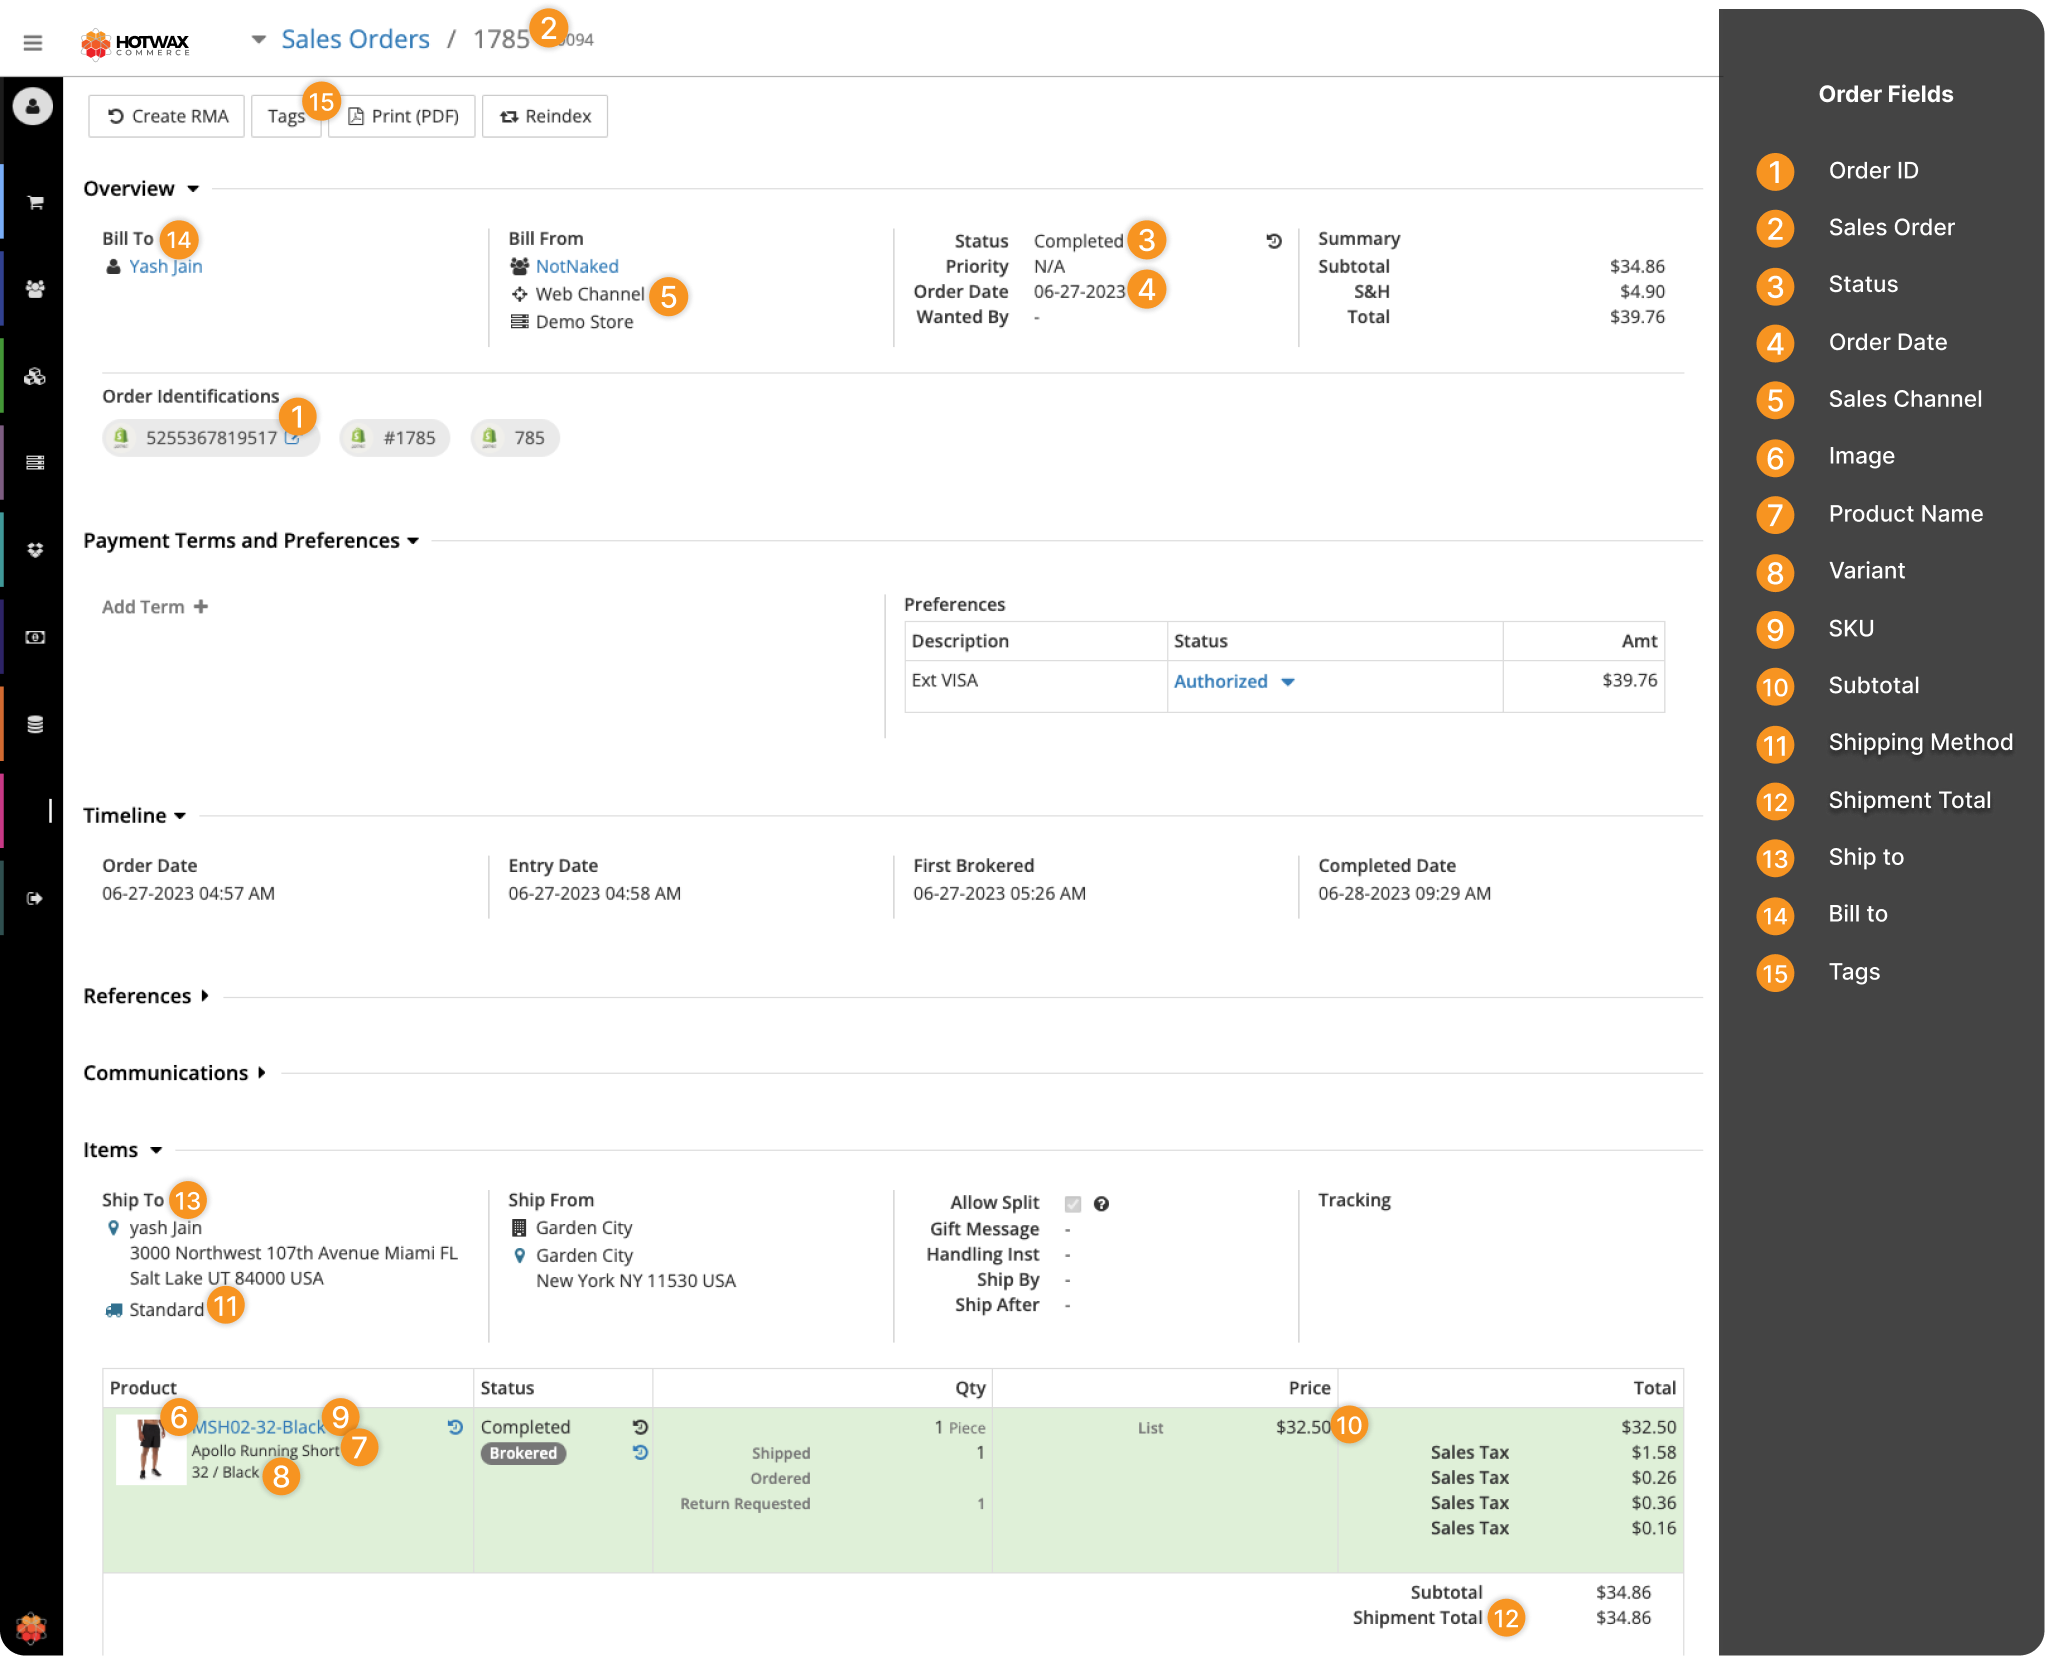 HOTWAX
COMMERCE
Sales Orders / 1785 2 094
Create RMA
Tags 15
Print (PDF)
Reindex
Overview
Bill To 14
Yash Jain
Bill From
NotNaked
Web Channel 5
Demo Store
Status Completed 3
Priority N/A
Order Date 06-27-2023 4
Wanted By -
Summary
Subtotal $34.86
S&H $4.90
Total $39.76
Order Identifications
1
5255367819517
#1785
785
Payment Terms and Preferences
Add Term +
Preferences
Description Status Amt
Ext VISA Authorized $39.76
Timeline
Order Date
06-27-2023 04:57 AM
Entry Date
06-27-2023 04:58 AM
First Brokered
06-27-2023 05:26 AM
Completed Date
06-28-2023 09:29 AM
References
Communications
Items
Ship To 13
yash Jain
3000 Northwest 107th Avenue Miami FL
Salt Lake UT 84000 USA
Standard 11
Ship From
Garden City
Garden City
New York NY 11530 USA
Allow Split
Gift Message -
Handling Inst -
Ship By -
Ship After -
Tracking
Product Status Qty Price Total
6 MSH02-32-Black 9
Apollo Running Short 7
32 / Black 8
Completed
Brokered
1 Piece
Shipped 1
Ordered
Return Requested 1
List $32.50 10
$32.50
Sales Tax $1.58
Sales Tax $0.26
Sales Tax $0.36
Sales Tax $0.16
Subtotal $34.86
Shipment Total 12 $34.86
Order Fields
1 Order ID
2 Sales Order
3 Status
4 Order Date
5 Sales Channel
6 Image
7 Product Name
8 Variant
9 SKU
10 Subtotal
11 Shipping Method
12 Shipment Total
13 Ship to
14 Bill to
15 Tags